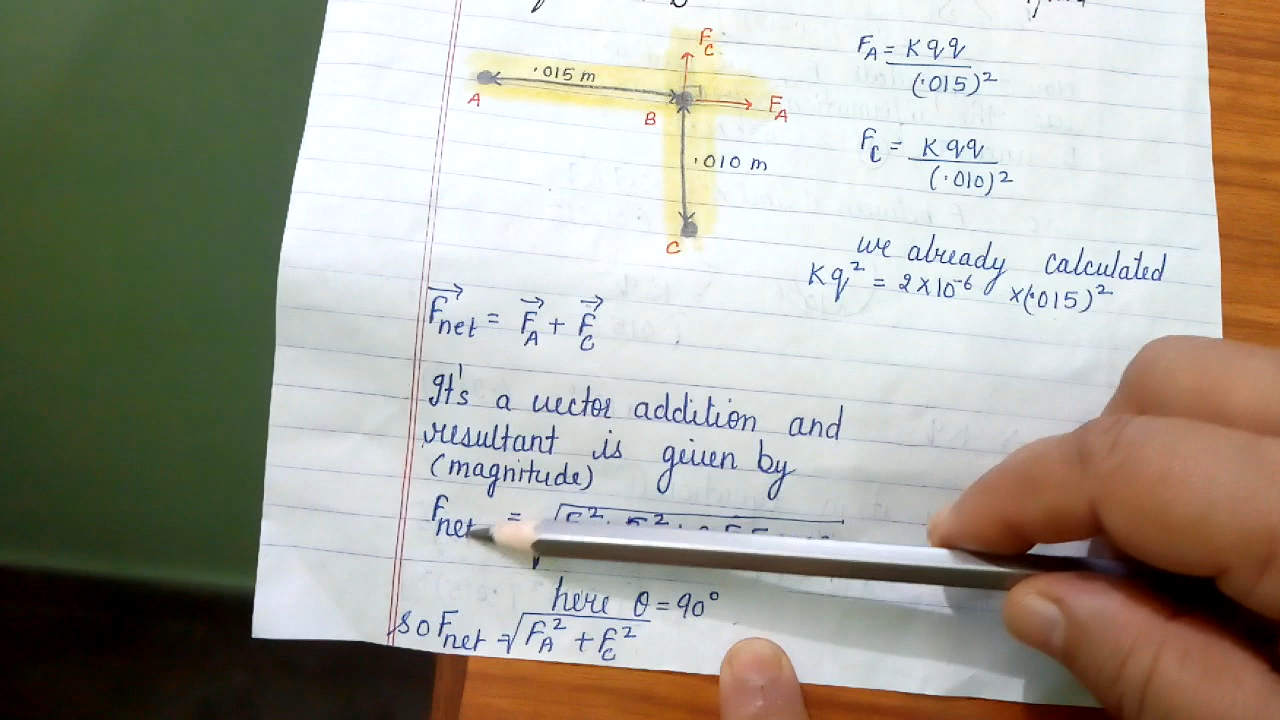 F_C
.015 m
A
B
F_A
.010 m
C
F_A = Kqq / (.015)²
F_C = Kqq / (.010)²
we already calculated
Kq² = 2×10⁻⁶ ×(.015)²
F⃗net = F⃗_A + F⃗_C
It's a vector addition and
resultant is given by
(magnitude)
Fnet =
here θ = 90°
so Fnet = √F_A² + F_C²